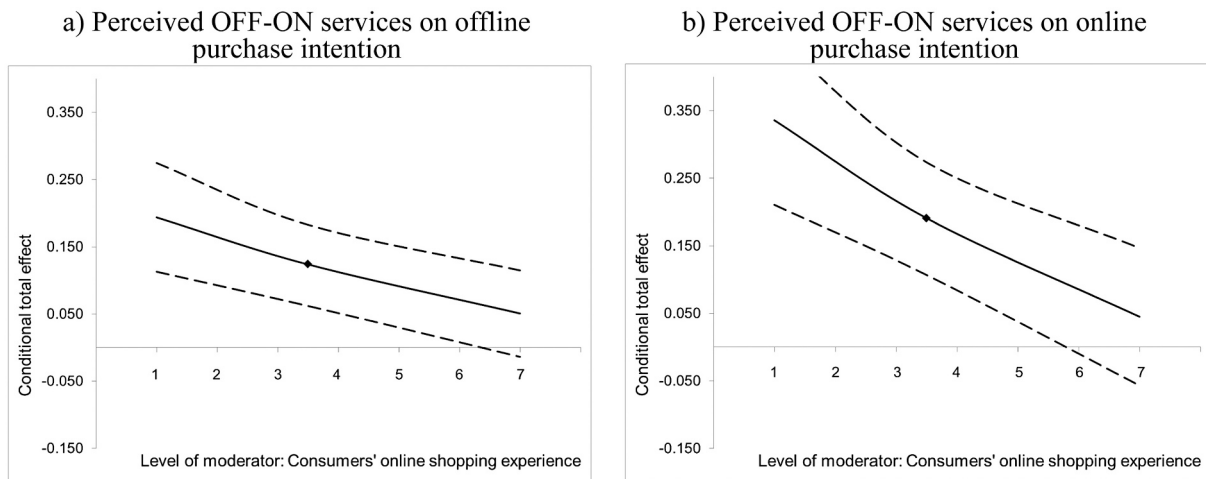 a) Perceived OFF-ON services on offline
purchase intention
0.350
0.250
0.150
0.050
-0.050
-0.150
1 2 3 4 5 6 7
Conditional total effect
Level of moderator: Consumers' online shopping experience
b) Perceived OFF-ON services on online
purchase intention
0.350
0.250
0.150
0.050
-0.050
-0.150
1 2 3 4 5 6 7
Conditional total effect
Level of moderator: Consumers' online shopping experience